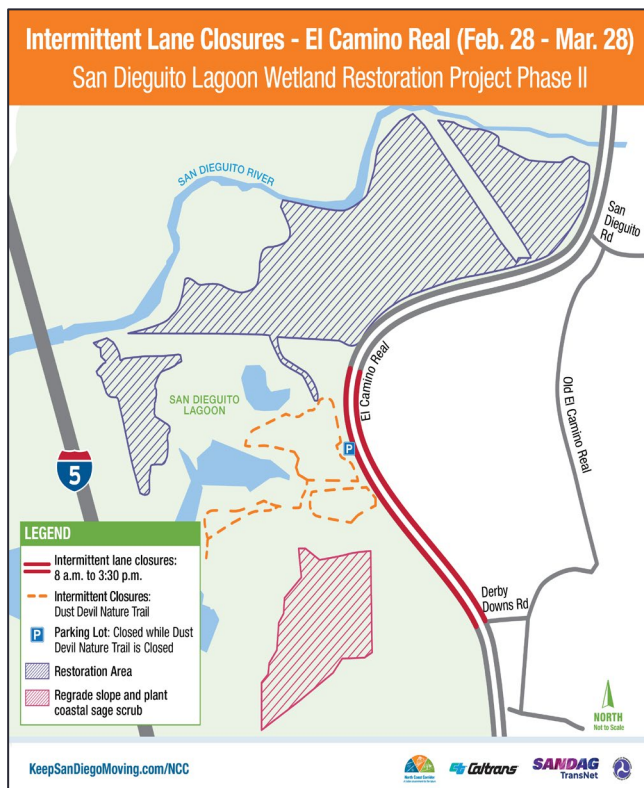 Intermittent Lane Closures - El Camino Real (Feb. 28 - Mar. 28)
San Dieguito Lagoon Wetland Restoration Project Phase II
SAN DIEGUITO RIVER
San
Dieguito
Rd
El Camino Real
Old El Camino Real
SAN DIEGUITO
LAGOON
P
5
LEGEND
Intermittent lane closures:
8 a.m. to 3:30 p.m.
Intermittent Closures:
Dust Devil Nature Trail
P
Parking Lot: Closed while Dust
Devil Nature Trail is Closed
Restoration Area
Regrade slope and plant
coastal sage scrub
Derby
Downs Rd
NORTH
Not to Scale
KeepSanDiegoMoving.com/NCC
North Coast Corridor
Caltrans
SANDAG
TransNet